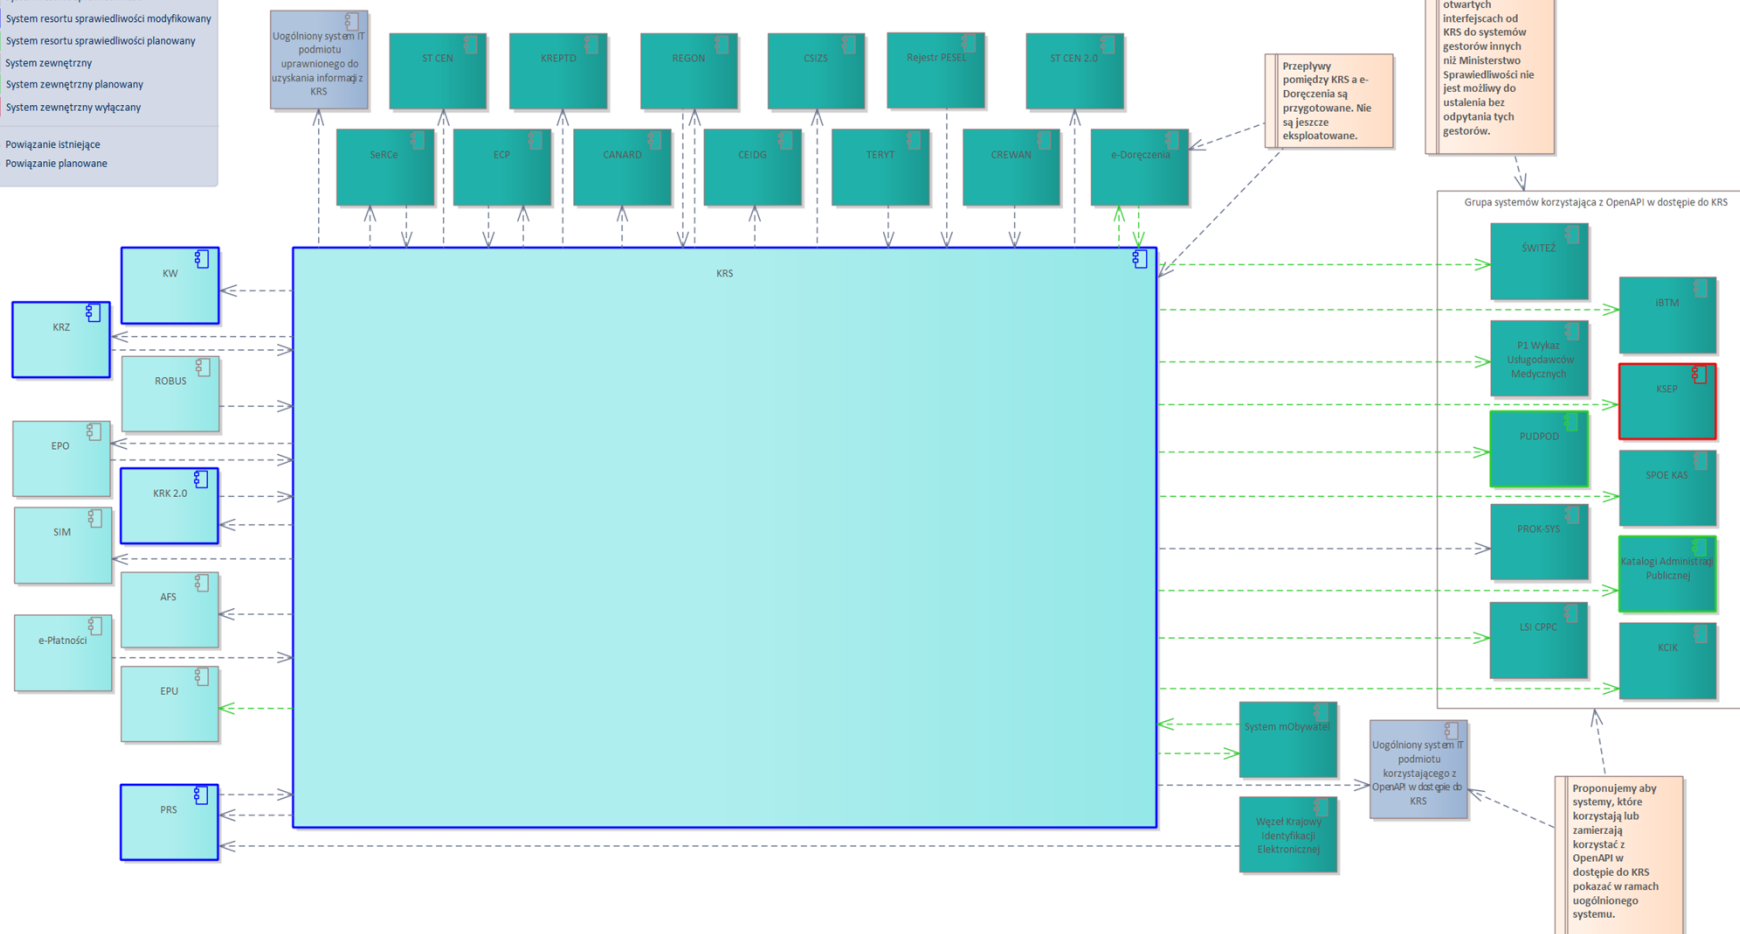 System resortu sprawiedliwości modyfikowany
System resortu sprawiedliwości planowany
System zewnętrzny
System zewnętrzny planowany
System zewnętrzny wyłączany
Powiązanie istniejące
Powiązanie planowane
Uogólniony system IT
podmiotu
uprawnionego do
uzyskania informacji z
KRS
ST CEN
KREPTD
REGON
CSIZS
Rejestr PESEL
ST CEN 2.0
SeRCe
ECP
CANARD
CEIDG
TERYT
CREWAN
e-Doręczenia
Przepływy
pomiędzy KRS a e-
Doręczenia są
przygotowane. Nie
są jeszcze
eksploatowane.
otwartych
interfejscach od
KRS do systemów
gestorów innych
niż Ministerstwo
Sprawiedliwości nie
jest możliwy do
ustalenia bez
odpytania tych
gestorów.
KRS
KW
KRZ
ROBUS
EPO
KRK 2.0
SIM
AFS
e-Płatności
EPU
PRS
Grupa systemów korzystająca z OpenAPI w dostępie do KRS
ŚWITEŹ
iBTM
P1 Wykaz
Usługodawców
Medycznych
KSEP
PUDPOD
SPOE KAS
PROK-SYS
Katalogi Administracji
Publicznej
LSI CPPC
KCIK
System mObywatel
Uogólniony system IT
podmiotu
korzystającego z
OpenAPI w dostępie do
KRS
Węzeł Krajowy
Identyfikacji
Elektronicznej
Proponujemy aby
systemy, które
korzystają lub
zamierzają
korzystać z
OpenAPI w
dostępie do KRS
pokazać w ramach
uogólnionego
systemu.